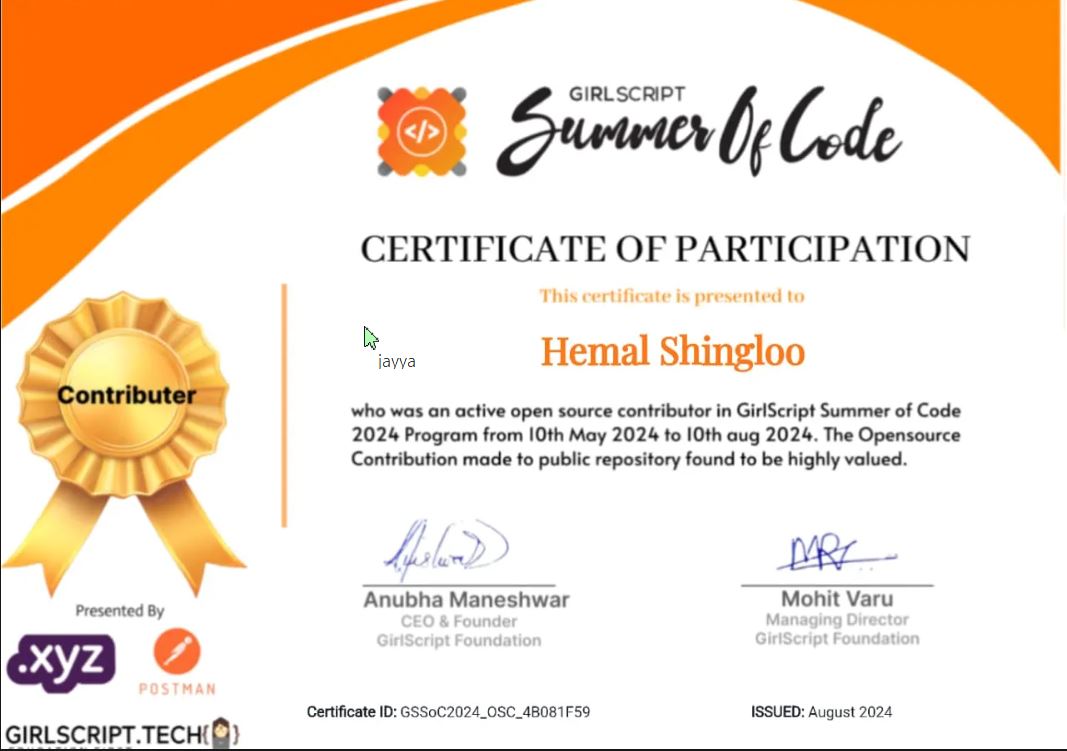 GIRLSCRIPT
Summer Of Code
</>
CERTIFICATE OF PARTICIPATION
This certificate is presented to
jayya
Hemal Shingloo
Contributer
who was an active open source contributor in GirlScript Summer of Code
2024 Program from 10th May 2024 to 10th aug 2024. The Opensource
Contribution made to public repository found to be highly valued.
Anubha Maneshwar
CEO & Founder
GirlScript Foundation
Mohit Varu
Managing Director
GirlScript Foundation
Presented By
.xyz
POSTMAN
GIRLSCRIPT.TECH{ }
Certificate ID: GSSoC2024_OSC_4B081F59
ISSUED: August 2024